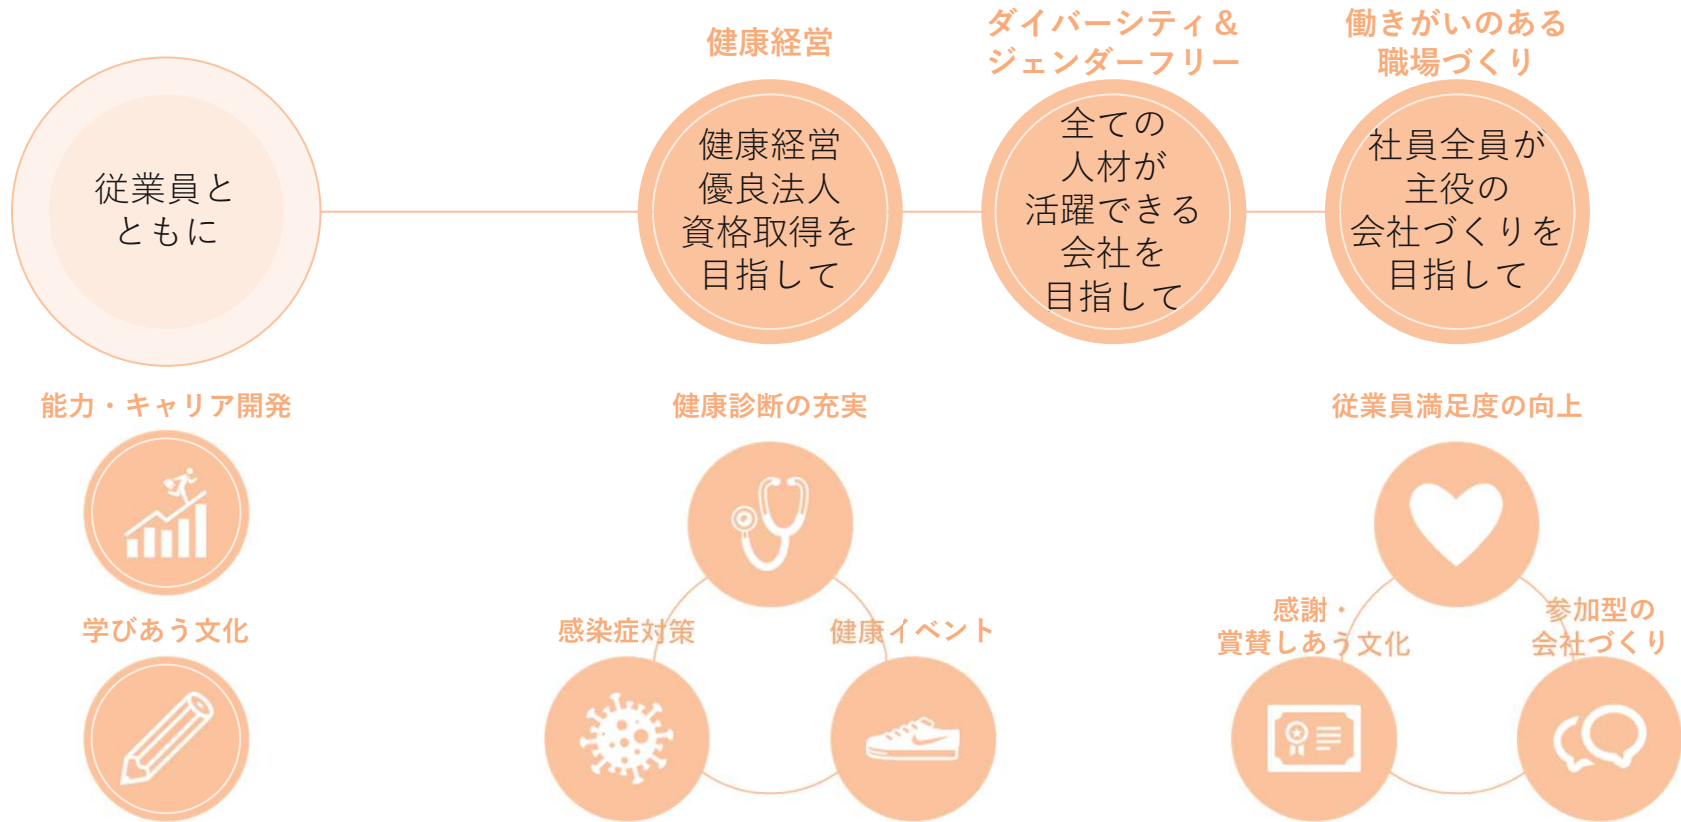 健康経営
ダイバーシティ＆
ジェンダーフリー
働きがいのある
職場づくり
従業員と
ともに
健康経営
優良法人
資格取得を
目指して
全ての
人材が
活躍できる
会社を
目指して
社員全員が
主役の
会社づくりを
目指して
能力・キャリア開発
健康診断の充実
従業員満足度の向上
学びあう文化
感染症対策
健康イベント
感謝・
賞賛しあう文化
参加型の
会社づくり